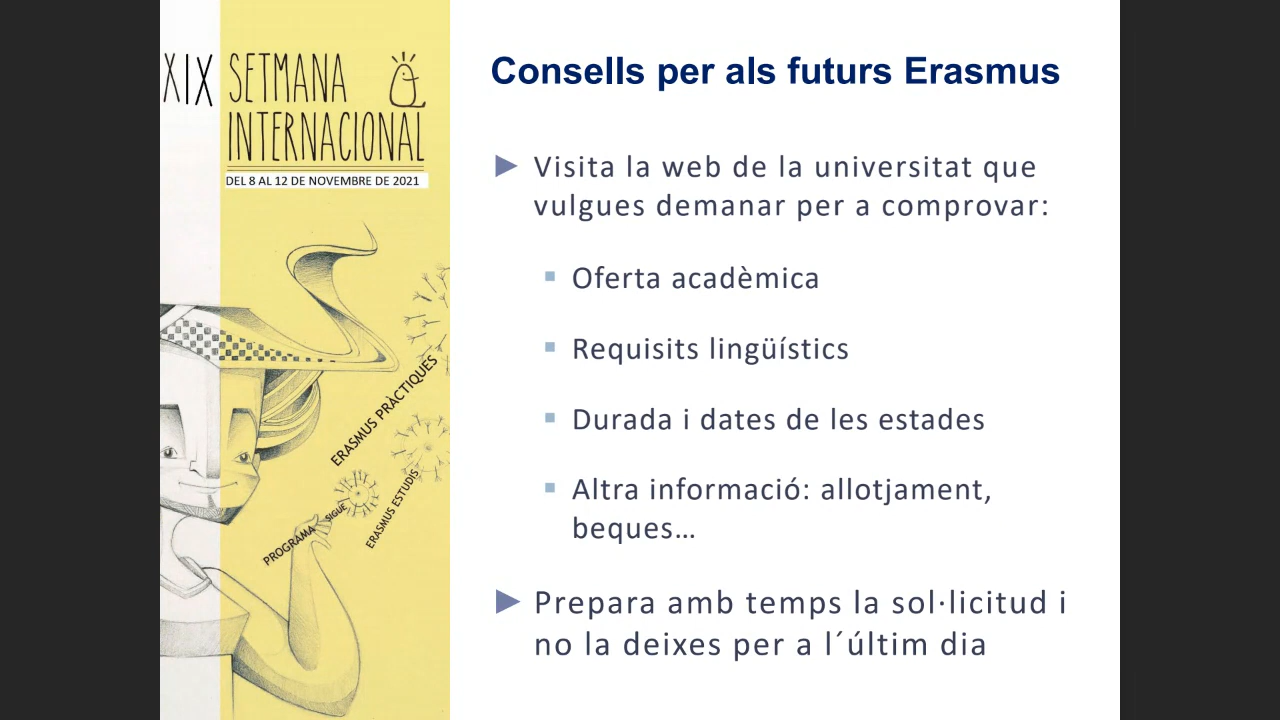 XIX SETMANA
INTERNACIONAL
DEL 8 AL 12 DE NOVEMBRE DE 2021
ERASMUS PRÀCTIQUES
PROGRAMA SIGUE
ERASMUS ESTUDIS
Consells per als futurs Erasmus
► Visita la web de la universitat que
vulgues demanar per a comprovar:
▪ Oferta acadèmica
▪ Requisits lingüístics
▪ Durada i dates de les estades
▪ Altra informació: allotjament,
beques…
► Prepara amb temps la sol·licitud i
no la deixes per a l´últim dia